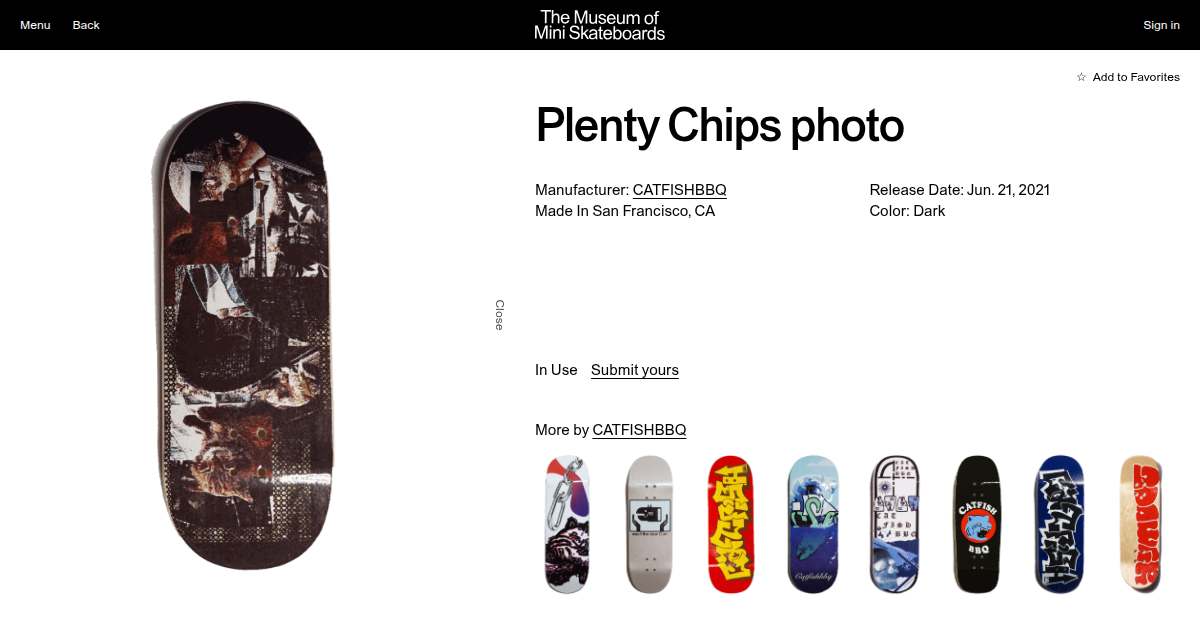 Menu
Back
The Museum of
Mini Skateboards
Sign in
☆ Add to Favorites
Plenty Chips photo
Manufacturer: CATFISHBBQ
Made In San Francisco, CA
Release Date: Jun. 21, 2021
Color: Dark
Close
In Use Submit yours
More by CATFISHBBQ
CATFISH
BBQ